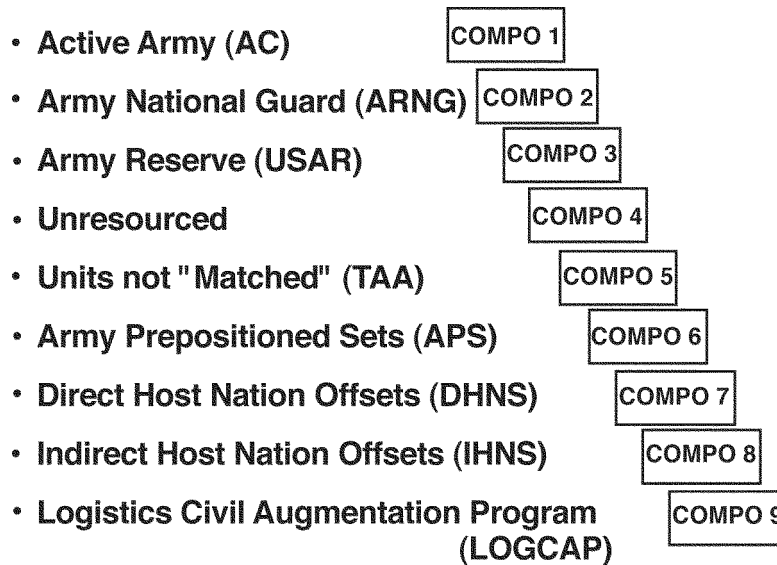 • Active Army (AC) COMPO 1
• Army National Guard (ARNG) COMPO 2
• Army Reserve (USAR) COMPO 3
• Unresourced COMPO 4
• Units not "Matched" (TAA) COMPO 5
• Army Prepositioned Sets (APS) COMPO 6
• Direct Host Nation Offsets (DHNS) COMPO 7
• Indirect Host Nation Offsets (IHNS) COMPO 8
• Logistics Civil Augmentation Program COMPO 9
(LOGCAP)